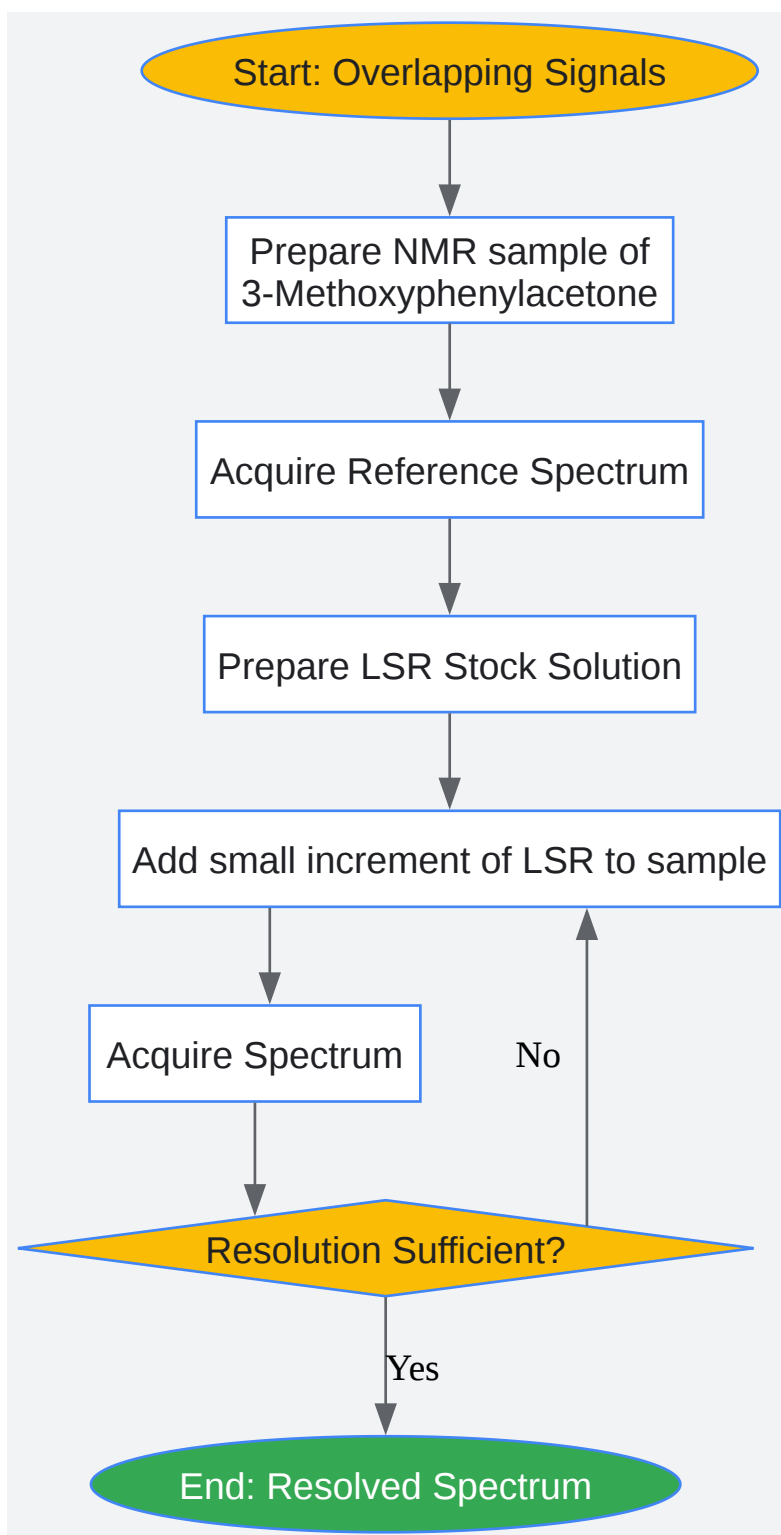 Start: Overlapping Signals
Prepare NMR sample of
3-Methoxyphenylacetone
Acquire Reference Spectrum
Prepare LSR Stock Solution
Add small increment of LSR to sample
Acquire Spectrum
No
Resolution Sufficient?
Yes
End: Resolved Spectrum